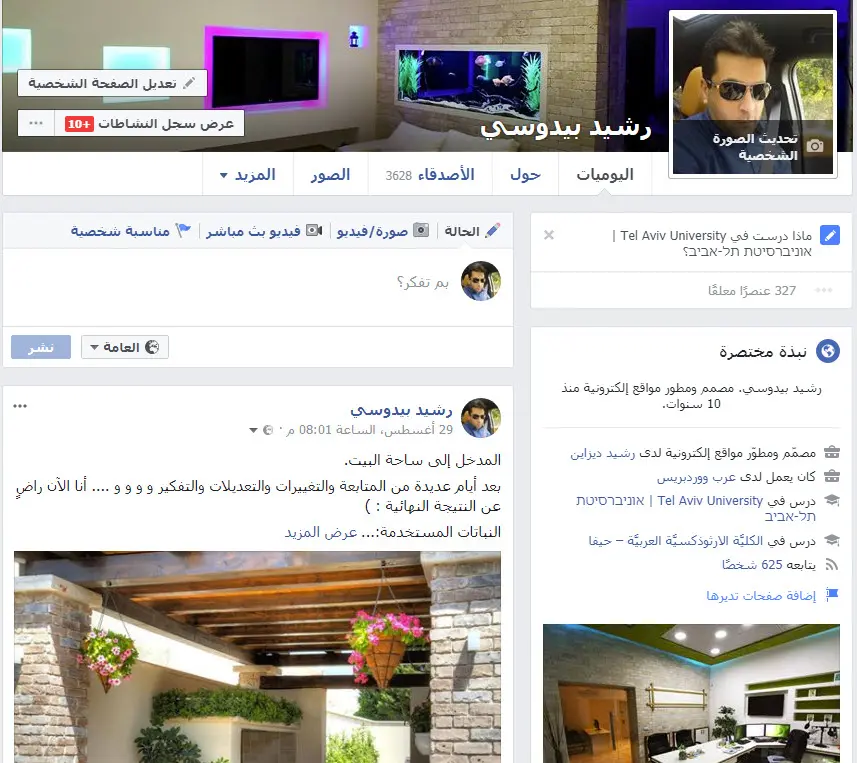 تعديل الصفحة الشخصية
عرض سجل النشاطات 10+
رشيد بيدوسي
تحديث الصورة
الشخصية
اليوميات
حول
الأصدقاء 3628
الصور
المزيد
ماذا درست في Tel Aviv University |
אוניברסיטת תל-אביב؟
327 عنصرًا معلقًا
نبذة مختصرة
رشيد بيدوسي. مصمم ومطور مواقع إلكترونية منذ
10 سنوات.
مصمّم ومطوّر مواقع إلكترونية لدى رشيد ديزاين
كان يعمل لدى عرب ووردبريس
درس في Tel Aviv University | אוניברסיטת
תל-אביב
درس في الكليَّة الارثوذكسيَّة العربيَّة – حيفا
يتابعه 625 شخصًا
إضافة صفحات تديرها
الحالة
صورة/فيديو
فيديو بث مباشر
مناسبة شخصية
بم تفكر؟
العامة
نشر
رشيد بيدوسي
29 أغسطس، الساعة 08:01 م ·
المدخل إلى ساحة البيت.
بعد أيام عديدة من المتابعة والتغييرات والتعديلات والتفكير و و و و .... أنا الآن راضٍ
عن النتيجة النهائية : )
النباتات المستخدمة:... عرض المزيد